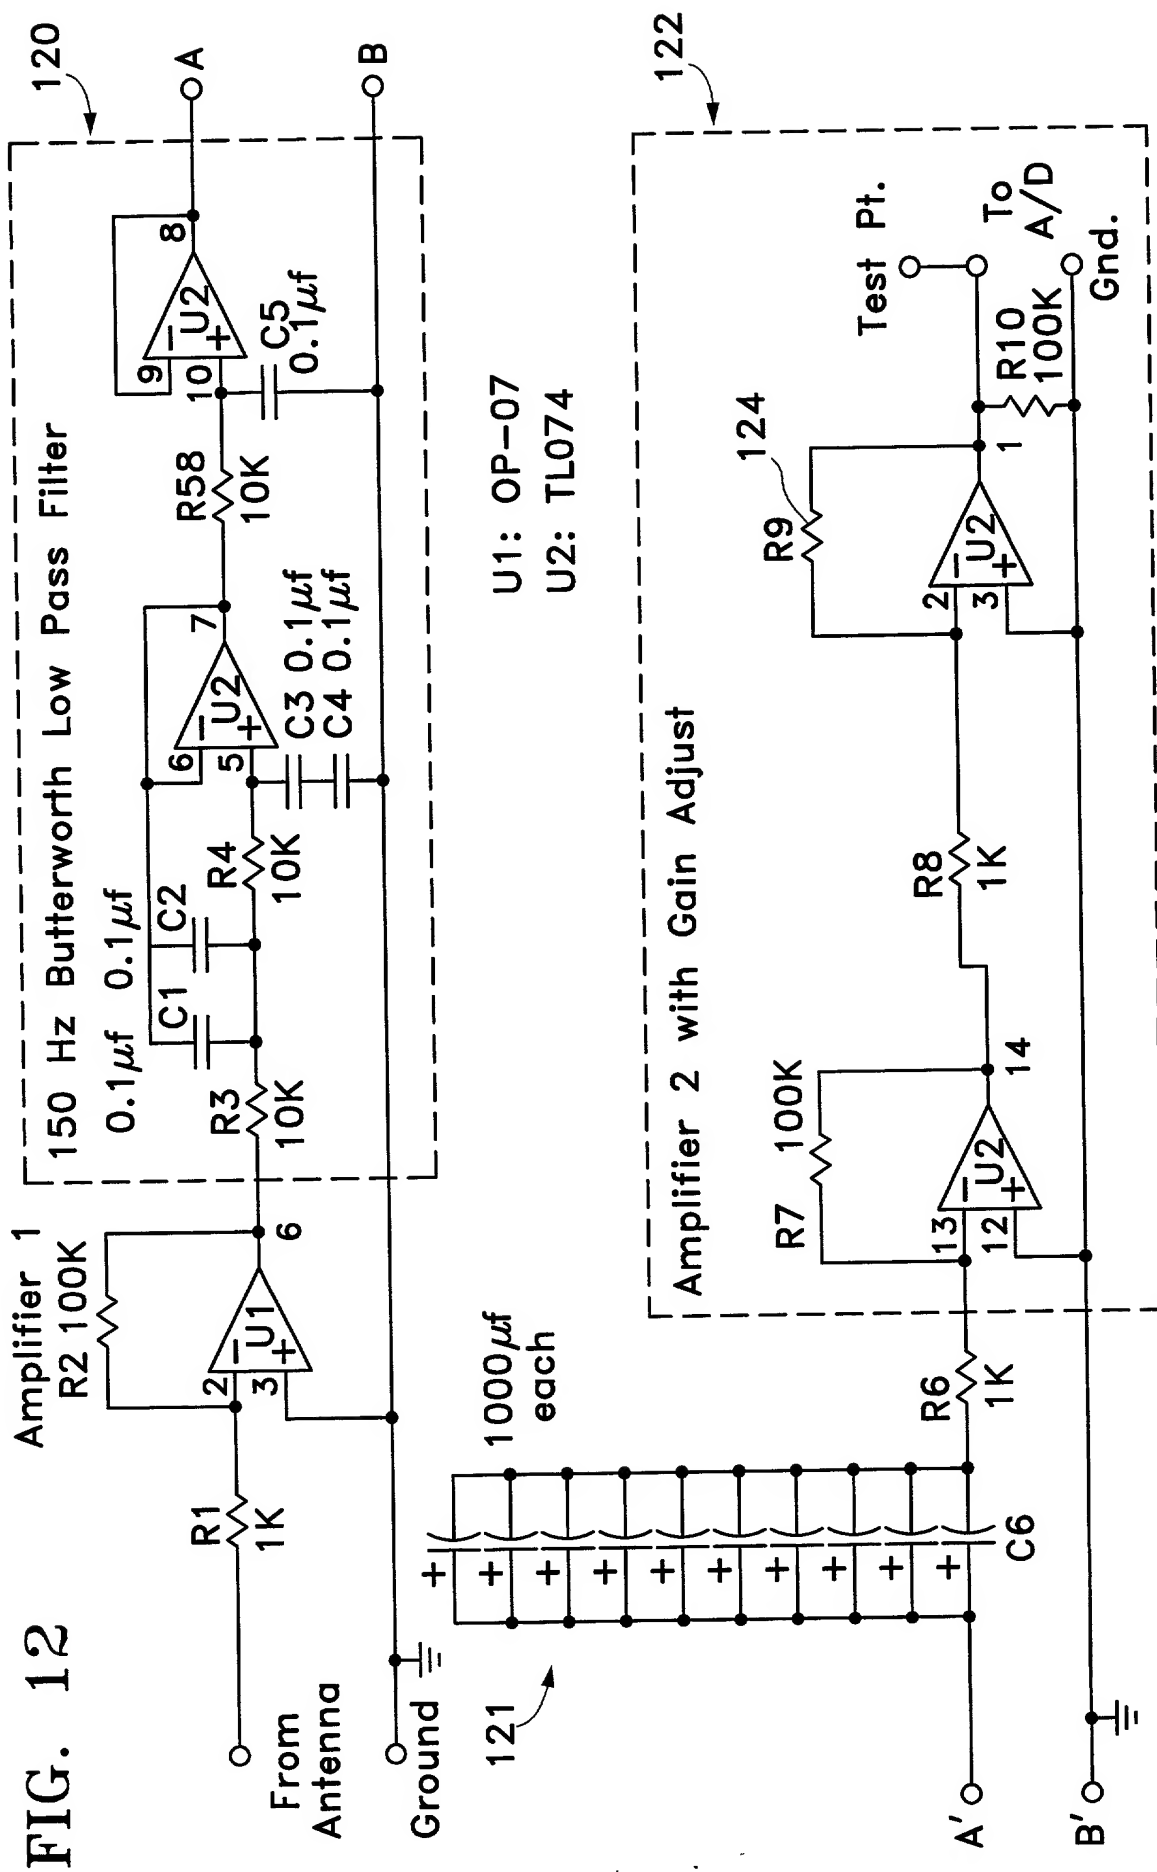 FIG. 12
Amplifier 1
R2 100K
From
Antenna
Ground
R1
1K
2
3
−
+
U1
6
120
150 Hz Butterworth Low Pass Filter
0.1µf 0.1µf
C1
C2
R3
10K
R4
10K
6
5
−
+
U2
7
C3 0.1µf
C4 0.1µf
R58
10K
9
10
−
+
U2
8
C5
0.1µf
A
B
U1: OP-07
U2: TL074
121
1000µf
each
+
+
+
+
+
+
+
+
+
+
C6
A'
B'
R6
1K
122
Amplifier 2 with Gain Adjust
R7
100K
13
12
−
+
U2
14
R8
1K
R9
124
2
3
−
+
U2
1
R10
100K
Test Pt.
To
A/D
Gnd.